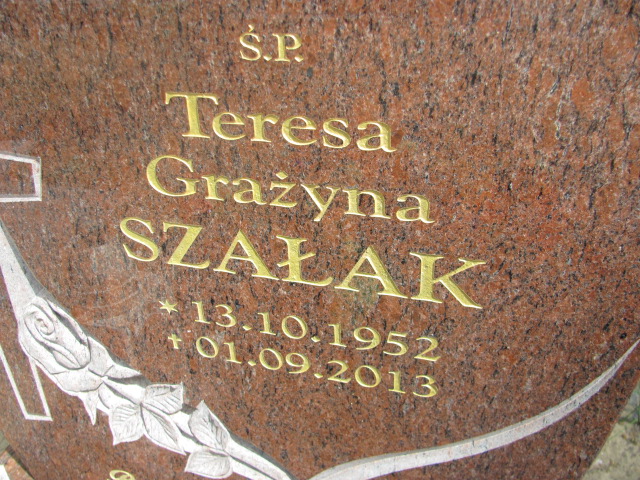 Ś.P.
Teresa
Grażyna
SZAŁAK
* 13.10.1952
+ 01.09.2013